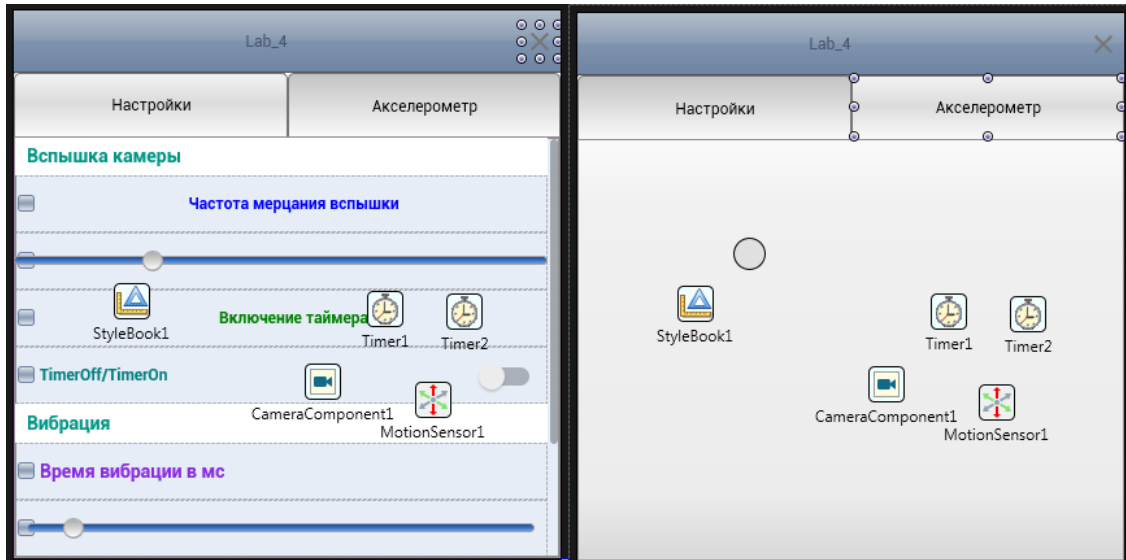 Lab_4
Настройки
Акселерометр
Вспышка камеры
Частота мерцания вспышки
StyleBook1
Включение таймера
Timer1
Timer2
TimerOff/TimerOn
CameraComponent1
MotionSensor1
Вибрация
Время вибрации в мс
Lab_4
Настройки
Акселерометр
StyleBook1
Timer1
Timer2
CameraComponent1
MotionSensor1